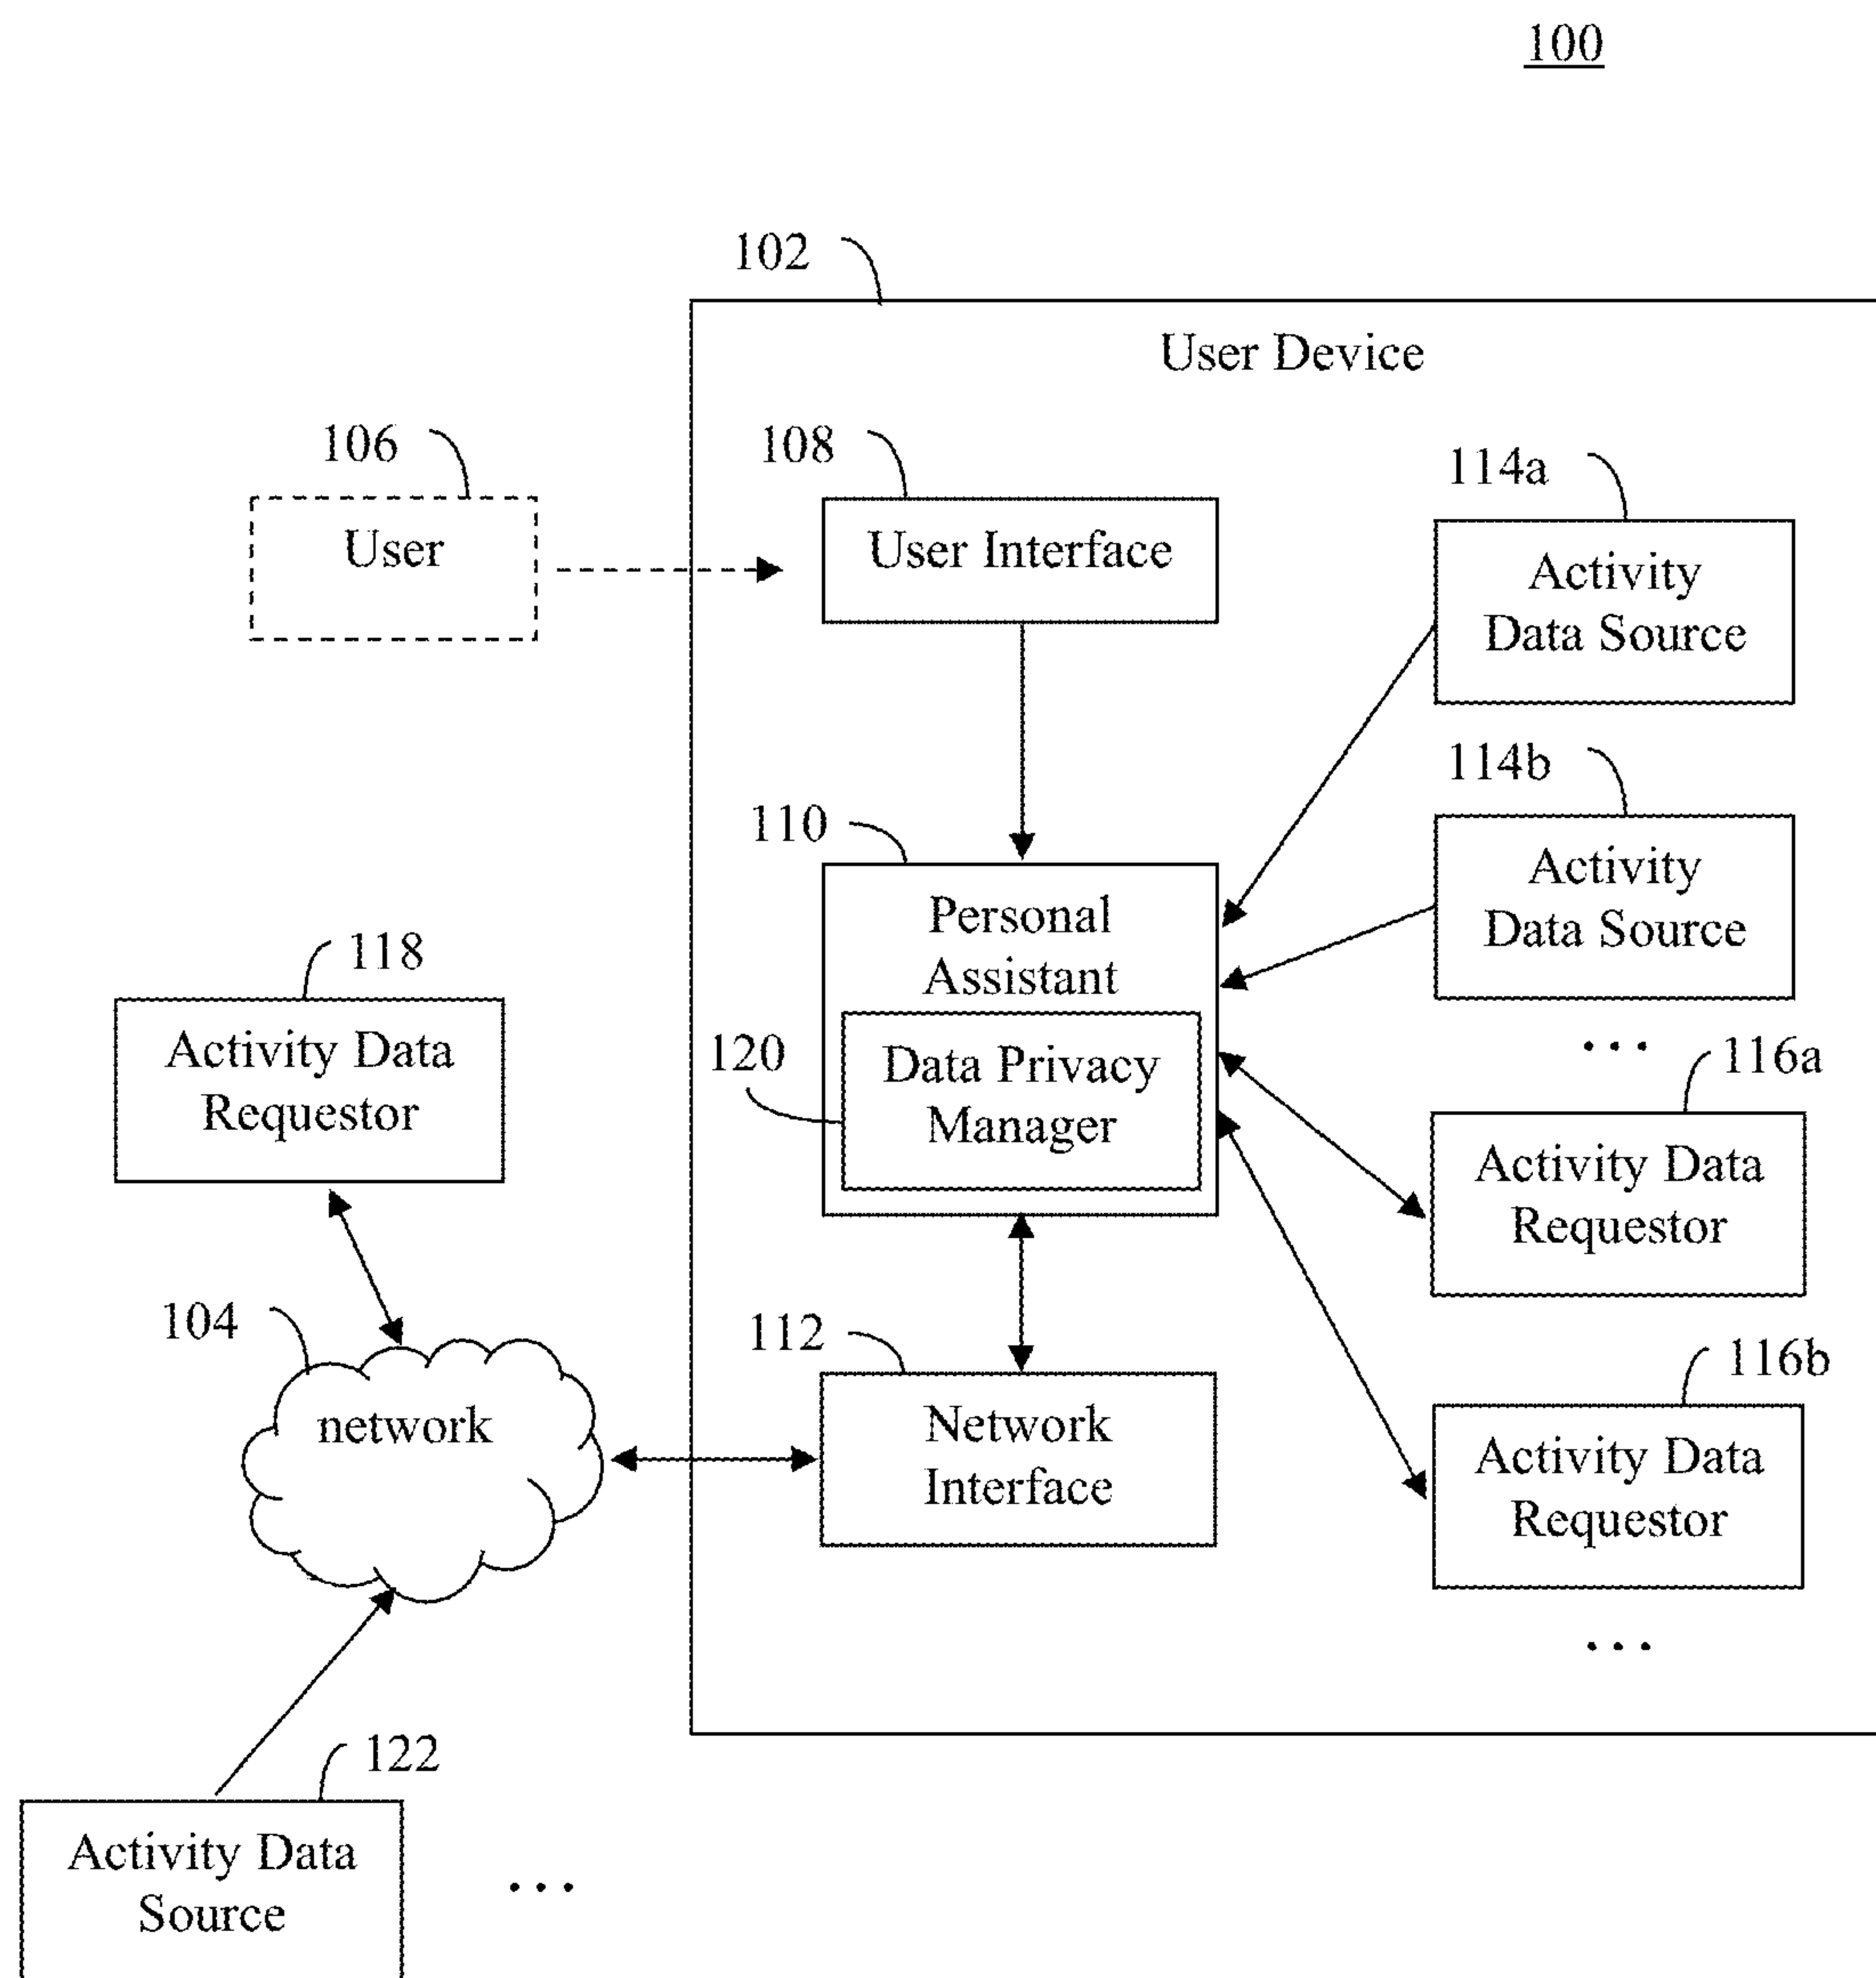 100
102
User Device
106
108
114a
User
User Interface
Activity
Data Source
114b
110
Activity
Data Source
Personal
Assistant
118
Activity Data
Requestor
120
Data Privacy
Manager
...
116a
Activity Data
Requestor
104
112
116b
network
Network
Interface
Activity Data
Requestor
...
122
Activity Data
Source
...